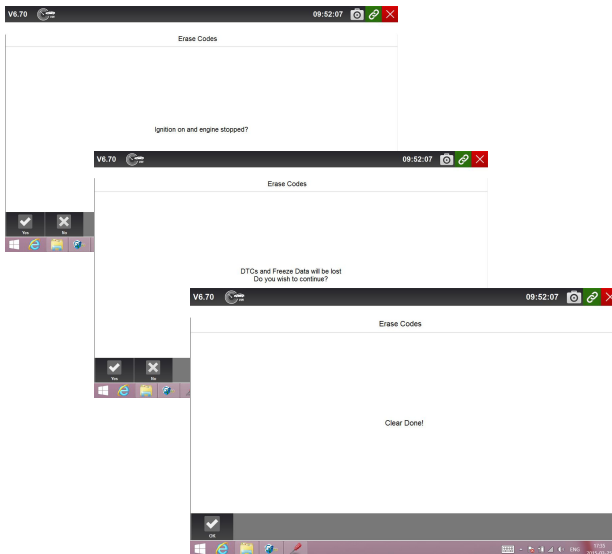 V6.70 09:52:07
Erase Codes
Ignition on and engine stopped?
Yes No
V6.70 09:52:07
Erase Codes
DTCs and Freeze Data will be lost
Do you wish to continue?
Yes No
V6.70 09:52:07
Erase Codes
Clear Done!
OK
ENG 17:35